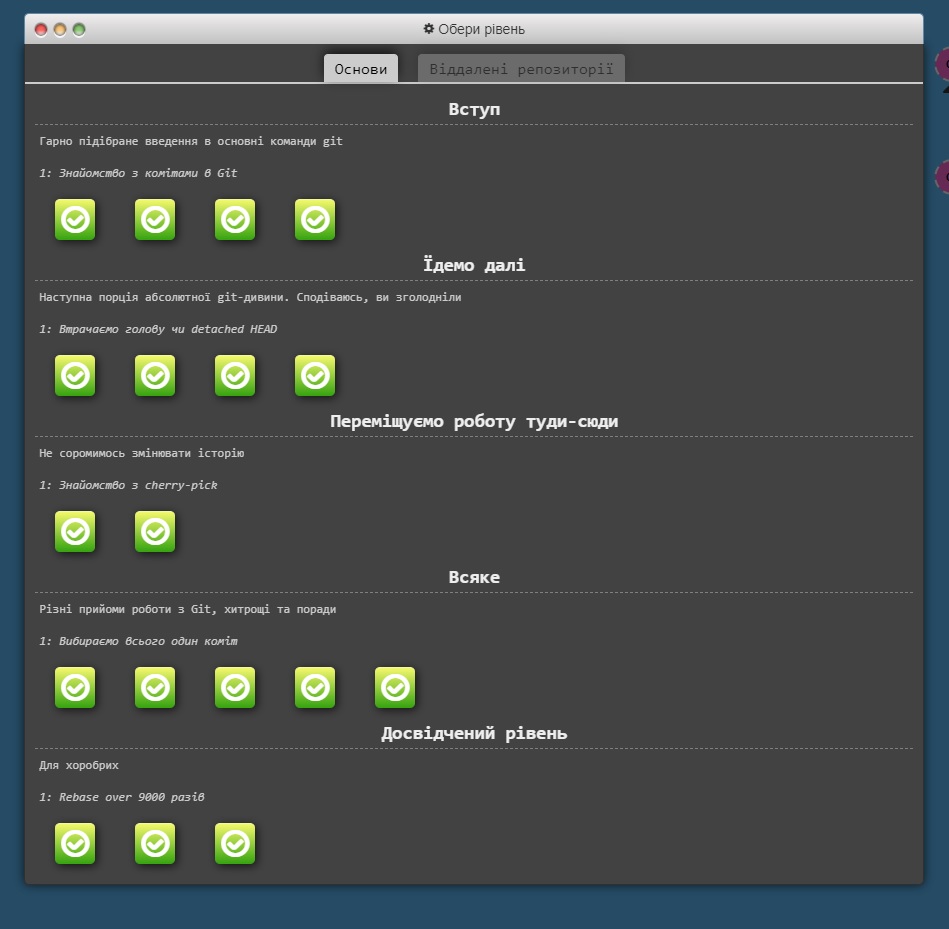 Обери рівень
Основи
Віддалені репозиторії
Вступ
Гарно підібране введення в основні команди git
1: Знайомство з комітами в Git
Їдемо далі
Наступна порція абсолютної git-дивини. Сподіваюсь, ви зголодніли
1: Втрачаємо голову чи detached HEAD
Переміщуємо роботу туди-сюди
Не соромимось змінювати історію
1: Знайомство з cherry-pick
Всяке
Різні прийоми роботи з Git, хитрощі та поради
1: Вибираємо всього один коміт
Досвідчений рівень
Для хоробрих
1: Rebase over 9000 разів